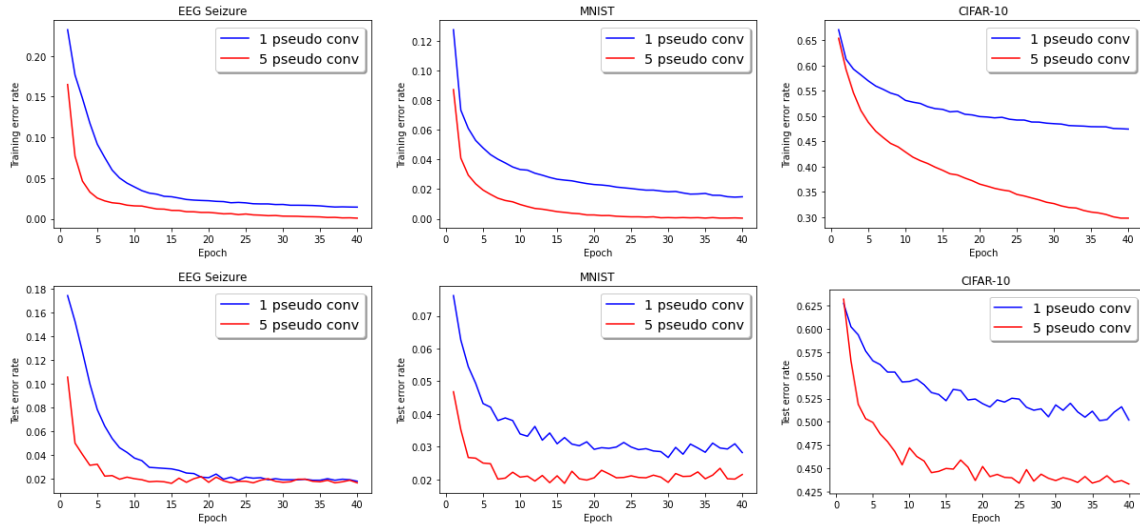 EEG Seizure
1 pseudo conv
5 pseudo conv
Training error rate
0.20
0.15
0.10
0.05
0.00
0 5 10 15 20 25 30 35 40
Epoch
MNIST
1 pseudo conv
5 pseudo conv
Training error rate
0.12
0.10
0.08
0.06
0.04
0.02
0.00
0 5 10 15 20 25 30 35 40
Epoch
CIFAR-10
1 pseudo conv
5 pseudo conv
Training error rate
0.65
0.60
0.55
0.50
0.45
0.40
0.35
0.30
0 5 10 15 20 25 30 35 40
Epoch
EEG Seizure
1 pseudo conv
5 pseudo conv
Test error rate
0.18
0.16
0.14
0.12
0.10
0.08
0.06
0.04
0.02
0 5 10 15 20 25 30 35 40
Epoch
MNIST
1 pseudo conv
5 pseudo conv
Test error rate
0.07
0.06
0.05
0.04
0.03
0.02
0 5 10 15 20 25 30 35 40
Epoch
CIFAR-10
1 pseudo conv
5 pseudo conv
Test error rate
0.625
0.600
0.575
0.550
0.525
0.500
0.475
0.450
0.425
0 5 10 15 20 25 30 35 40
Epoch